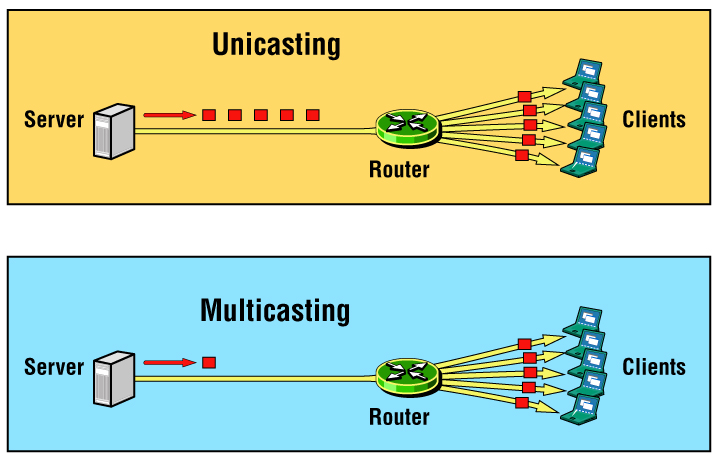 Unicasting
Server
Clients
Router
Multicasting
Server
Clients
Router